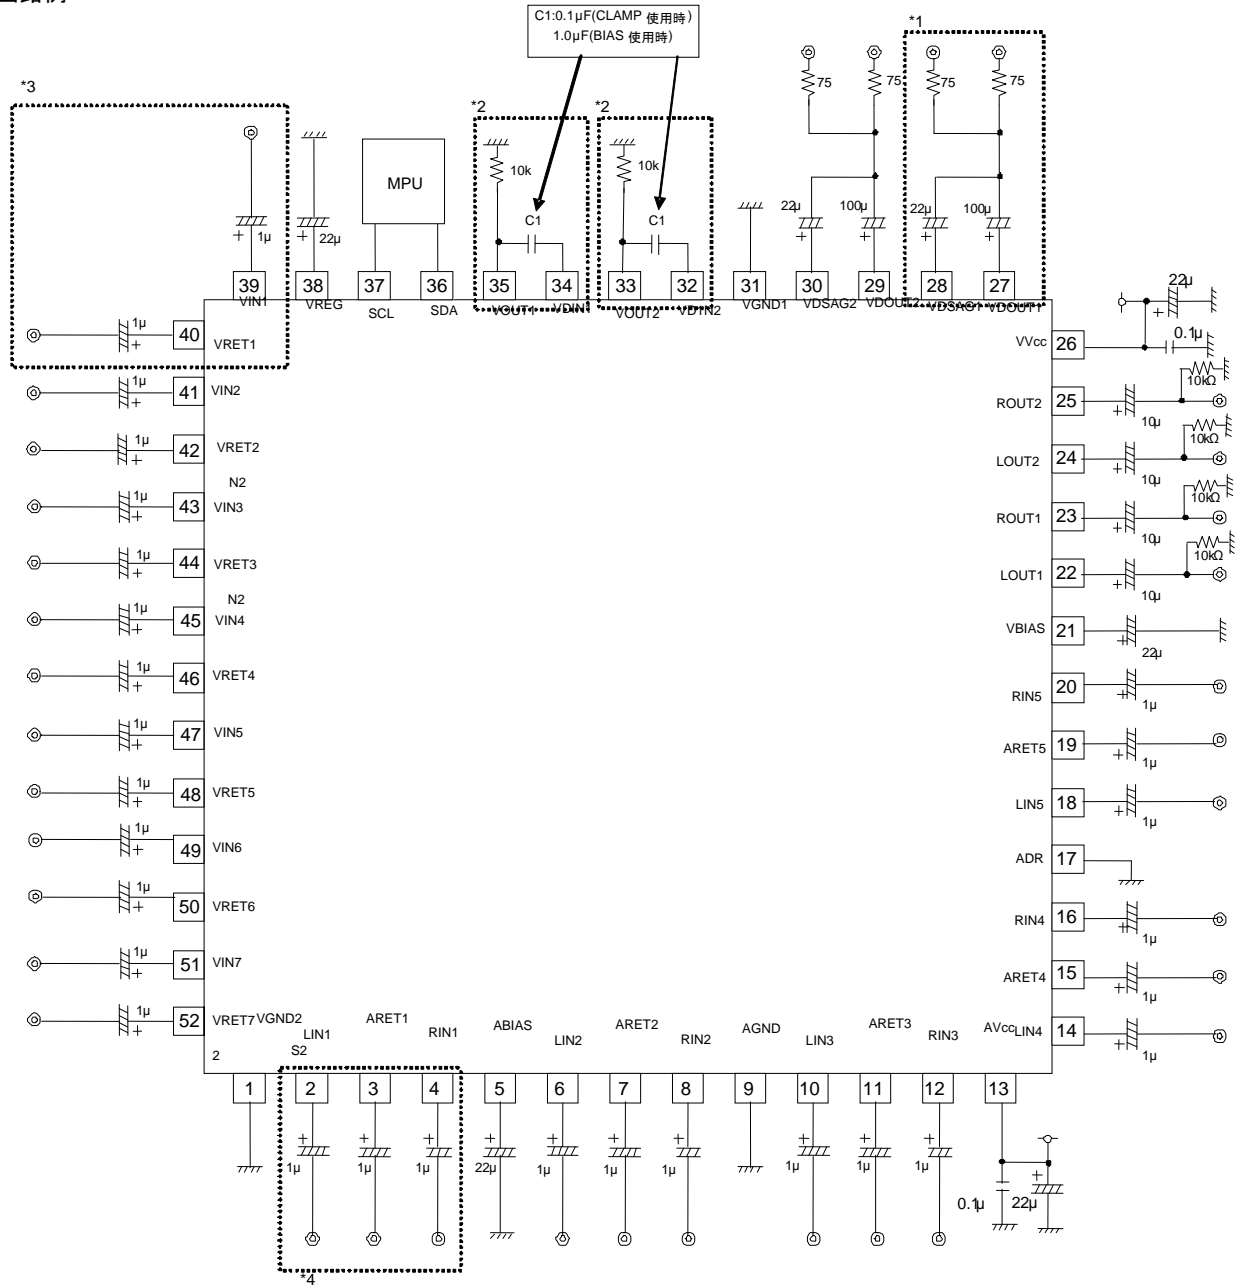 C1:0.1μF(CLAMP 使用時)
1.0μF(BIAS 使用時)
*1
*2
*2
*3
75
75
75
75
MPU
10k
10k
C1
C1
22μ
100μ
22μ
100μ
1μ
22μ
39
38
37
36
35
34
33
32
31
30
29
28
27
VIN1
VREG
SCL
SDA
VOUT1
VDIN1
VOUT2
VDIN2
VGND1
VDSAG2
VDOUT2
VDSAG1
VDOUT1
1μ 40 VRET1
1μ 41 VIN2
1μ 42 VRET2
N2
1μ 43 VIN3
1μ 44 VRET3
N2
1μ 45 VIN4
1μ 46 VRET4
1μ 47 VIN5
1μ 48 VRET5
1μ 49 VIN6
1μ 50 VRET6
1μ 51 VIN7
1μ 52 VRET7
22μ
0.1μ
VVcc 26
10kΩ
ROUT2 25 10μ
10kΩ
LOUT2 24 10μ
10kΩ
ROUT1 23 10μ
10kΩ
LOUT1 22 10μ
VBIAS 21 22μ
RIN5 20 1μ
ARET5 19 1μ
LIN5 18 1μ
ADR 17
RIN4 16 1μ
ARET4 15 1μ
LIN4 14 1μ
VGND2
LIN1
ARET1
RIN1
ABIAS
LIN2
ARET2
RIN2
AGND
LIN3
ARET3
RIN3
AVcc
2
S2
1
2
3
4
5
6
7
8
9
10
11
12
13
1μ
1μ
1μ
22μ
1μ
1μ
1μ
1μ
1μ
1μ
0.1μ
22μ
*4